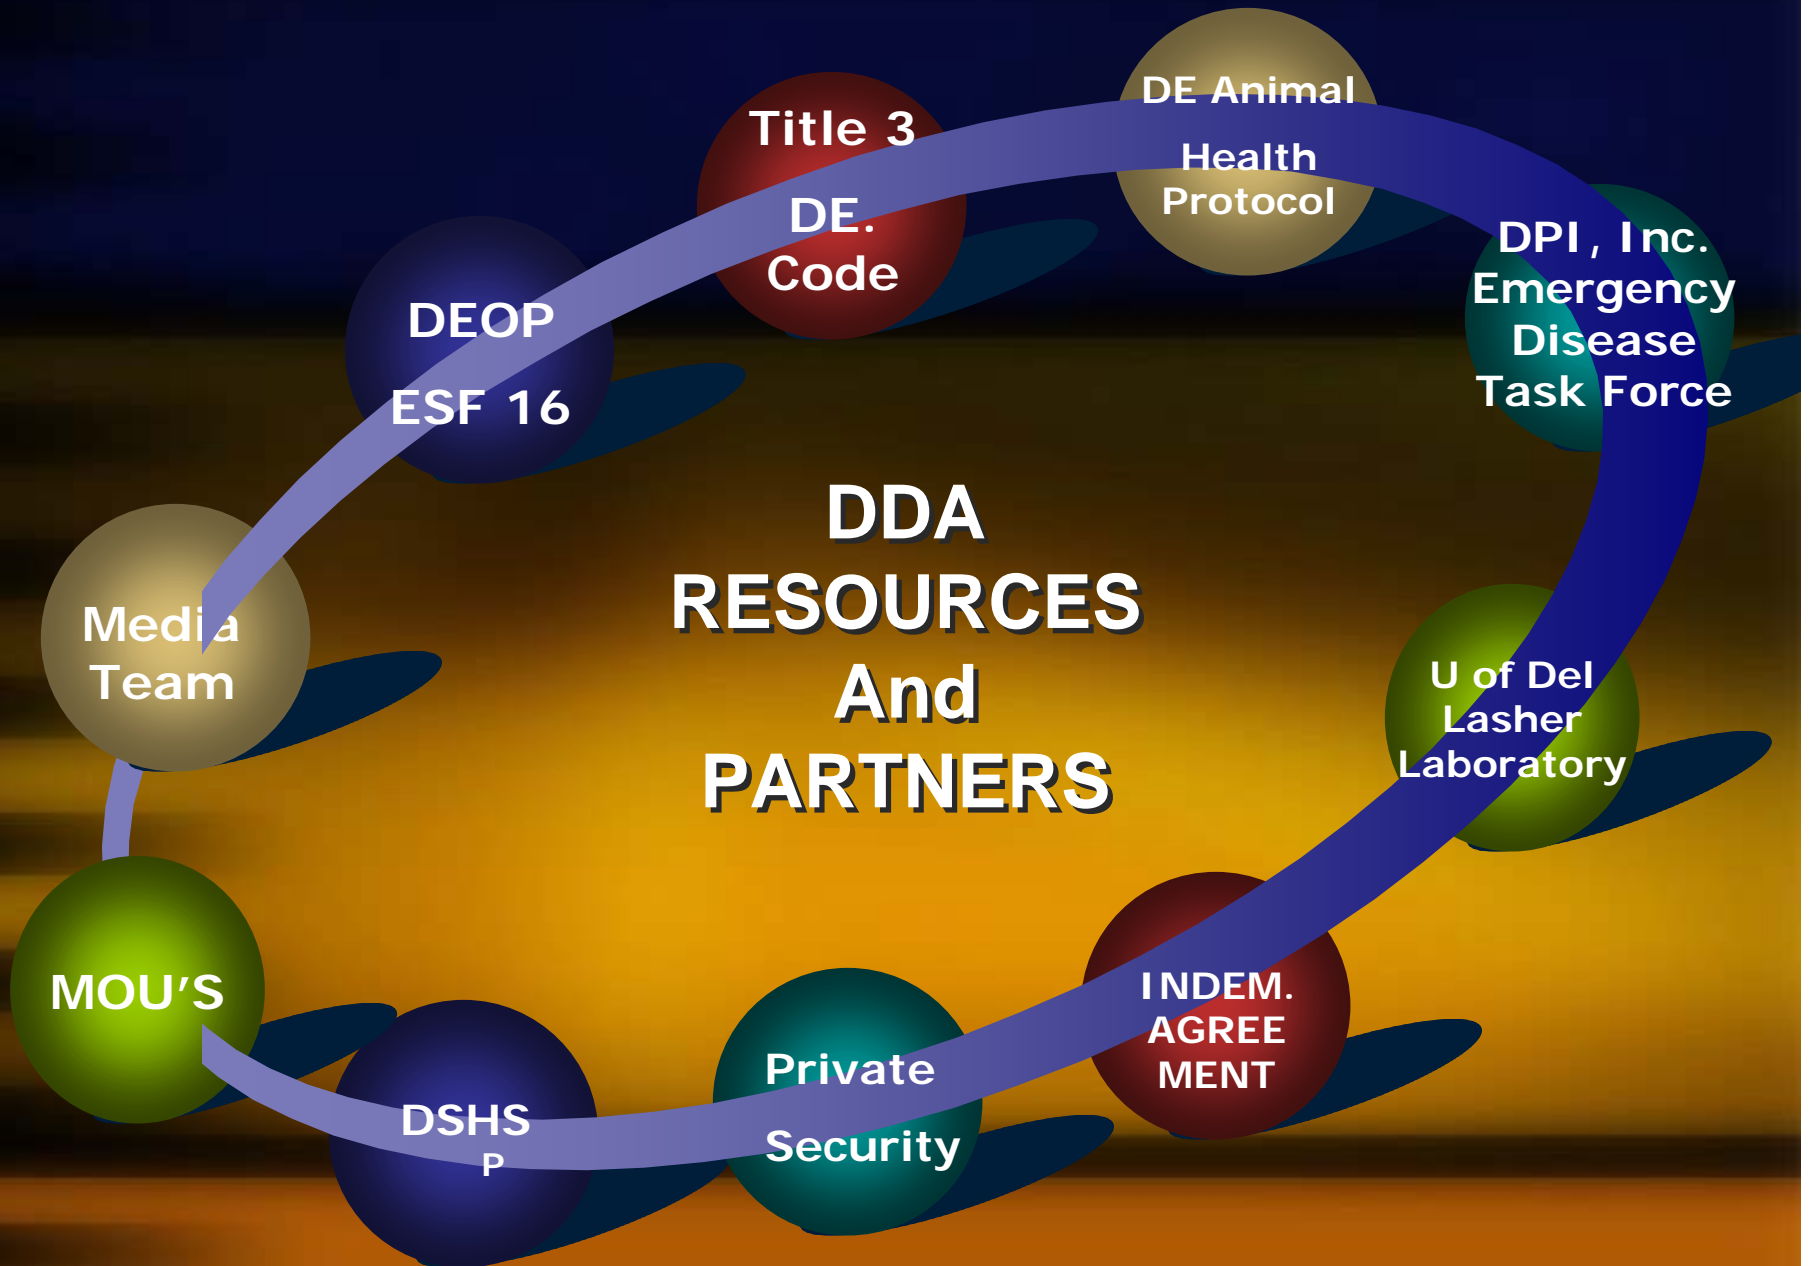 DE Animal
Health
Protocol
Title 3
DE.
Code
DPI, Inc.
Emergency
Disease
Task Force
DEOP
ESF 16
DDA
RESOURCES
And
PARTNERS
Media
Team
U of Del
Lasher
Laboratory
MOU'S
INDEM.
AGREE
MENT
Private
Security
DSHS
P